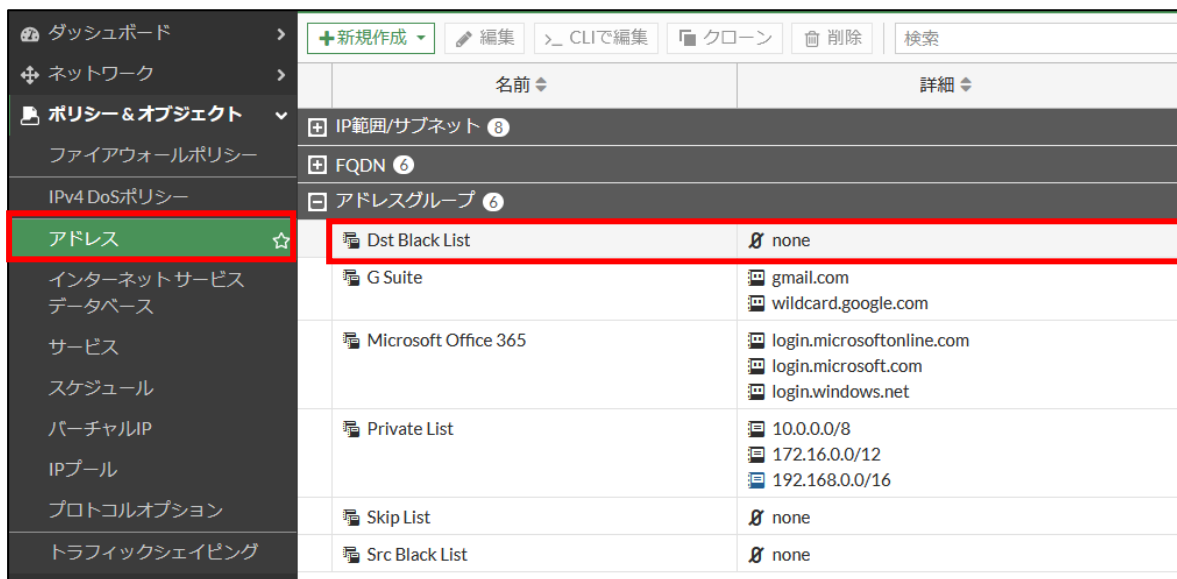 ダッシュボード
ネットワーク
ポリシー＆オブジェクト
ファイアウォールポリシー
IPv4 DoSポリシー
アドレス
インターネット サービス
データベース
サービス
スケジュール
バーチャルIP
IPプール
プロトコルオプション
トラフィックシェイピング
+新規作成 編集 >_ CLIで編集 クローン 削除 検索
名前 詳細
IP範囲/サブネット 8
FQDN 6
アドレスグループ 6
Dst Black List none
G Suite gmail.com
wildcard.google.com
Microsoft Office 365 login.microsoftonline.com
login.microsoft.com
login.windows.net
Private List 10.0.0.0/8
172.16.0.0/12
192.168.0.0/16
Skip List none
Src Black List none